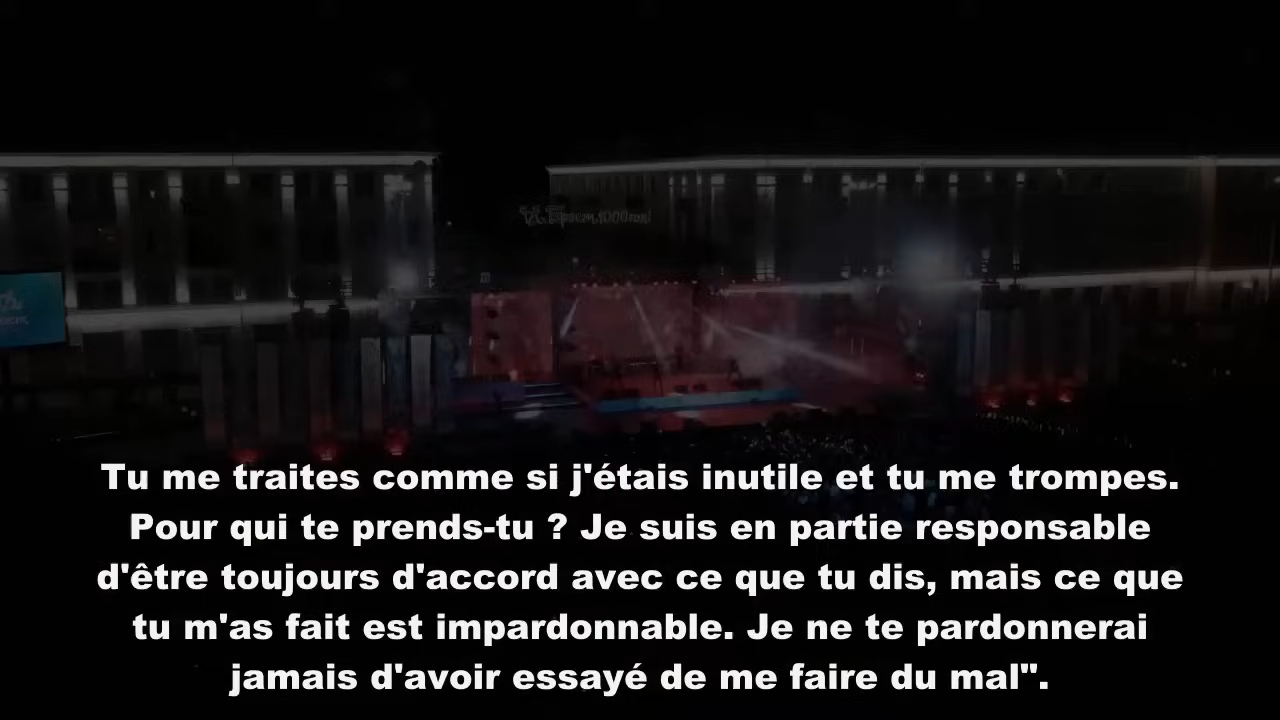 Tu me traites comme si j'étais inutile et tu me trompes.
Pour qui te prends-tu ? Je suis en partie responsable
d'être toujours d'accord avec ce que tu dis, mais ce que
tu m'as fait est impardonnable. Je ne te pardonnerai
jamais d'avoir essayé de me faire du mal".